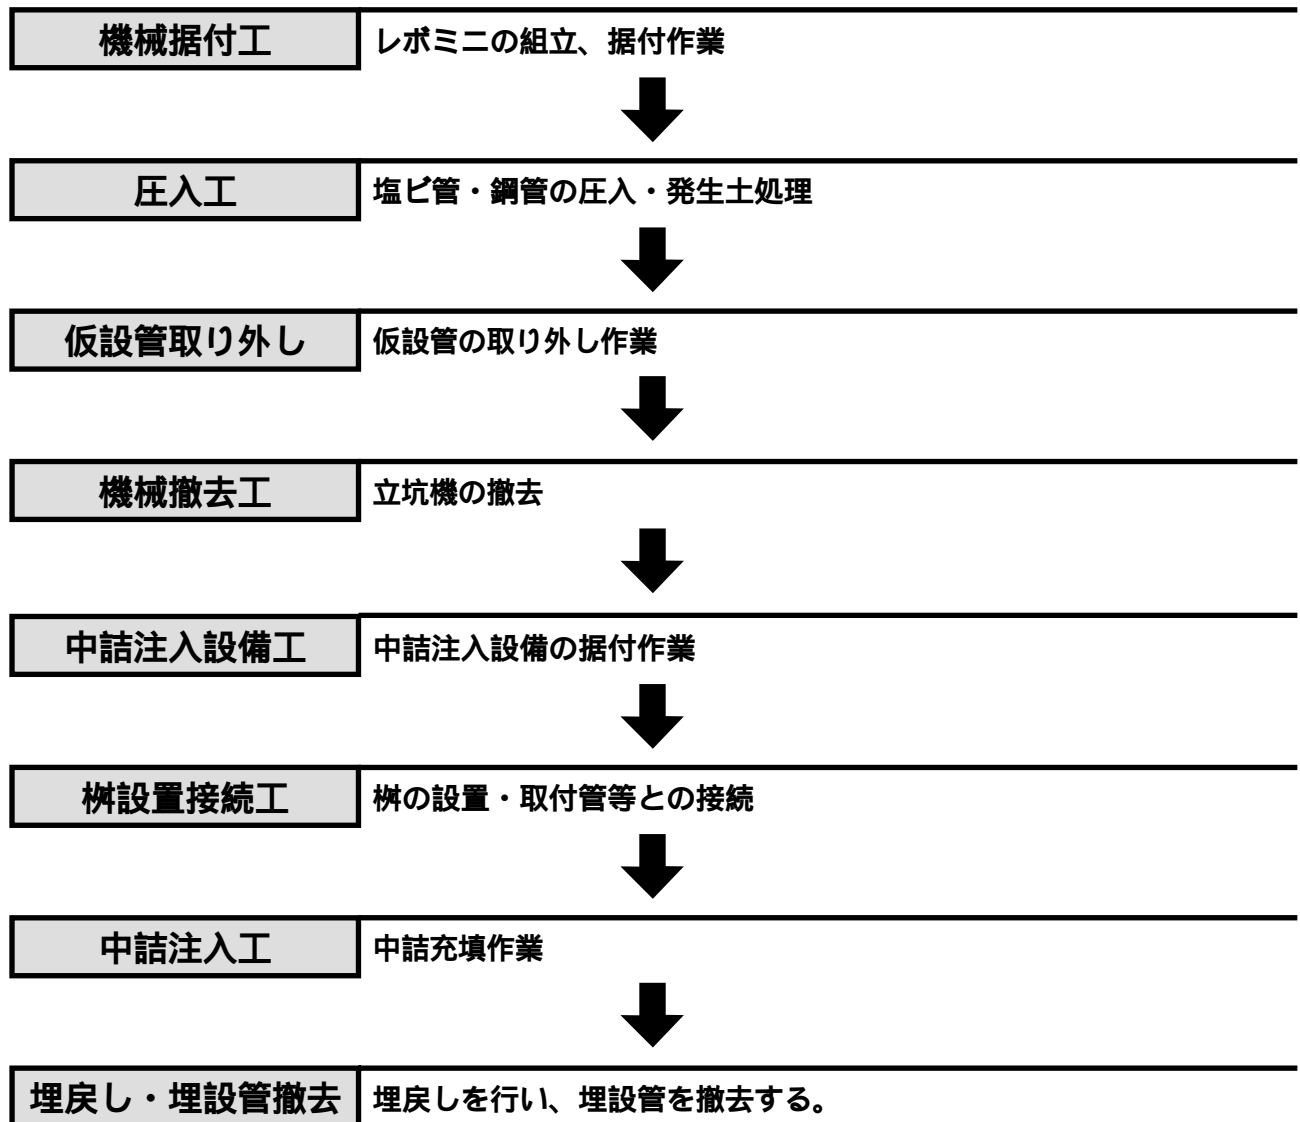 機械据付工
レボミニの組立、据付作業
圧入工
塩ビ管・鋼管の圧入・発生土処理
仮設管取り外し
仮設管の取り外し作業
機械撤去工
立坑機の撤去
中詰注入設備工
中詰注入設備の据付作業
桝設置接続工
桝の設置・取付管等との接続
中詰注入工
中詰充填作業
埋戻し・埋設管撤去
埋戻しを行い、埋設管を撤去する。